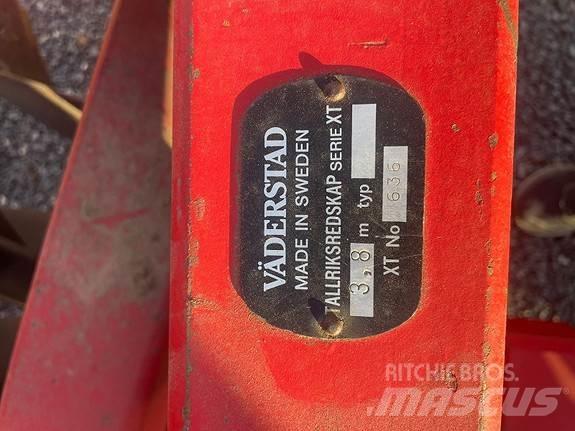 VÄDERSTAD
MADE IN SWEDEN
TALLRIKSREDSKAP SERIE XT
3,8 m typ
XT No 636
RITCHIE BROS.
MASCUS